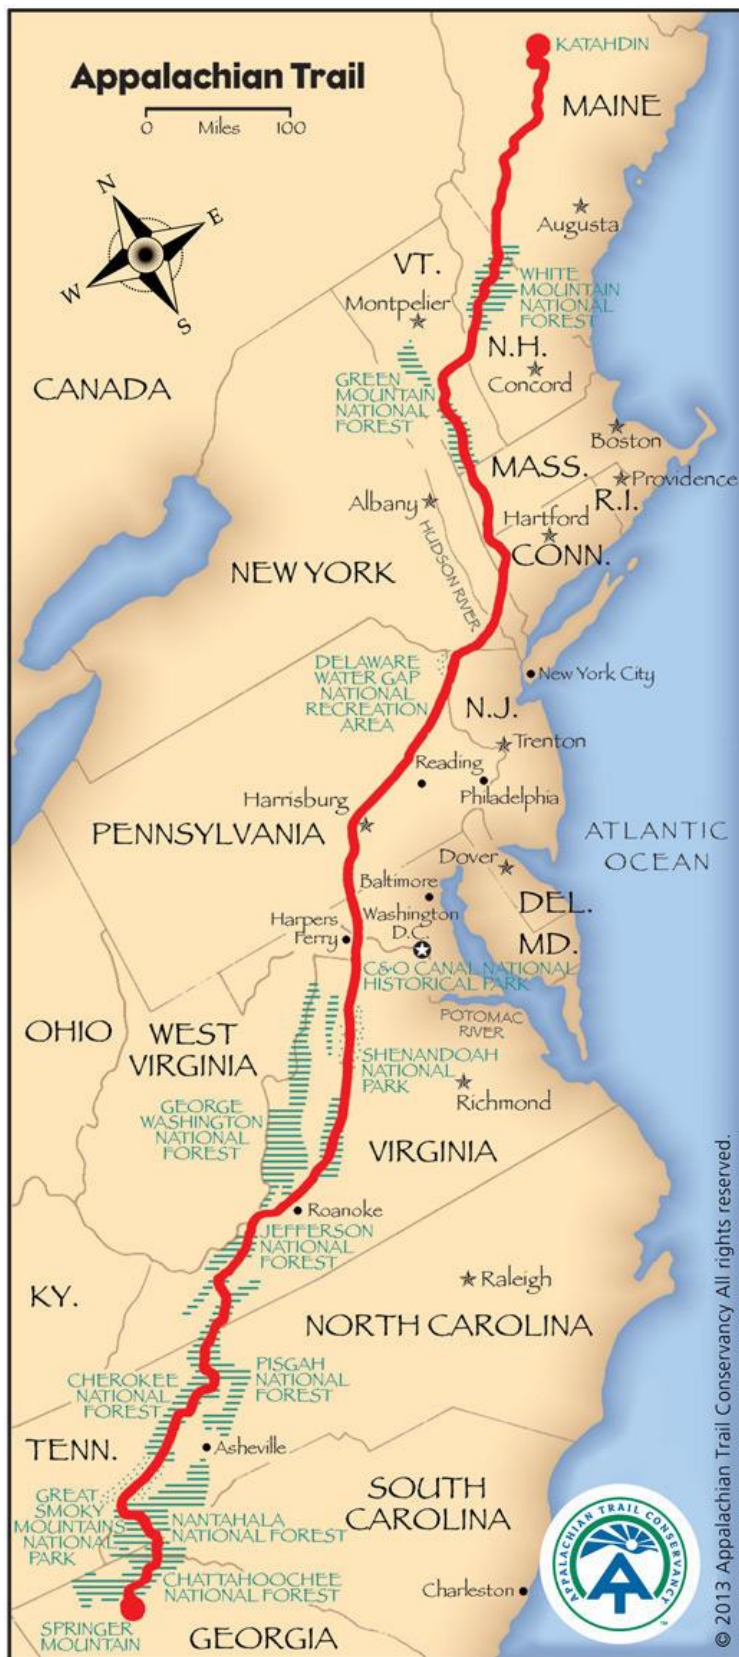 Appalachian Trail
0 Miles 100
N
E
W
S
KATAHDIN
MAINE
Augusta
VT.
Montpelier
WHITE
MOUNTAIN
NATIONAL
FOREST
N.H.
Concord
CANADA
GREEN
MOUNTAIN
NATIONAL
FOREST
Boston
MASS.
Providence
R.I.
Albany
Hartford
CONN.
HUDSON RIVER
NEW YORK
DELAWARE
WATER GAP
NATIONAL
RECREATION
AREA
New York City
N.J.
Trenton
Reading
Philadelphia
Harrisburg
PENNSYLVANIA
ATLANTIC
OCEAN
Dover
Baltimore
DEL.
Washington
D.C.
Harpers
Ferry
MD.
C&O CANAL NATIONAL
HISTORICAL PARK
POTOMAC
RIVER
OHIO
WEST
VIRGINIA
SHENANDOAH
NATIONAL
PARK
Richmond
GEORGE
WASHINGTON
NATIONAL
FOREST
VIRGINIA
Roanoke
JEFFERSON
NATIONAL
FOREST
Raleigh
KY.
NORTH CAROLINA
PISGAH
NATIONAL
FOREST
CHEROKEE
NATIONAL
FOREST
TENN.
Asheville
GREAT
SMOKY
MOUNTAINS
NATIONAL
PARK
SOUTH
CAROLINA
NANTAHALA
NATIONAL FOREST
CHATTAHOOCHEE
NATIONAL FOREST
Charleston
SPRINGER
MOUNTAIN
GEORGIA
APPALACHIAN TRAIL CONSERVANCY
AT
TM
© 2013 Appalachian Trail Conservancy All rights reserved.